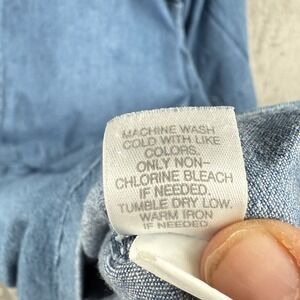 MACHINE WASH
COLD WITH LIKE
COLORS.
ONLY NON-
CHLORINE BLEACH
IF NEEDED.
TUMBLE DRY LOW.
WARM IRON
IF NEEDED